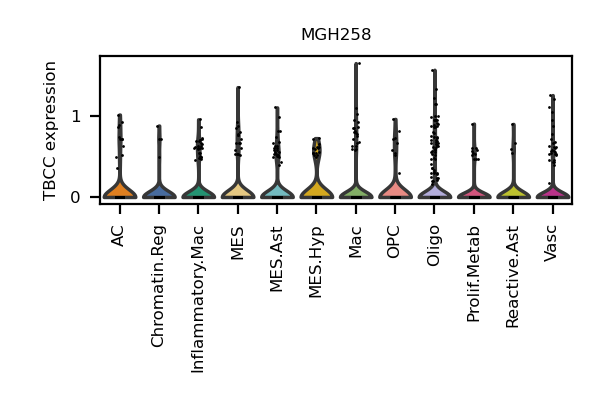 MGH258
TBCC expression
1
0
AC
Chromatin.Reg
Inflammatory.Mac
MES
MES.Ast
MES.Hyp
Mac
OPC
Oligo
Prolif.Metab
Reactive.Ast
Vasc